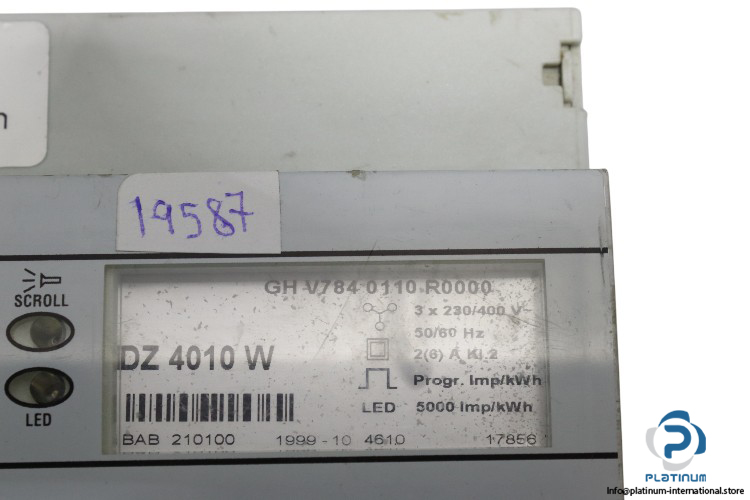 n
19587
GH V784 0110 R0000
SCROLL
3 x 230/400 V~
50/60 Hz
DZ 4010 W
2(6) A Kl.2
Progr. Imp/kWh
LED
LED 5000 Imp/kWh
BAB 210100 1999-10 4610 17856
PLATINUM
info@platinum-international.store